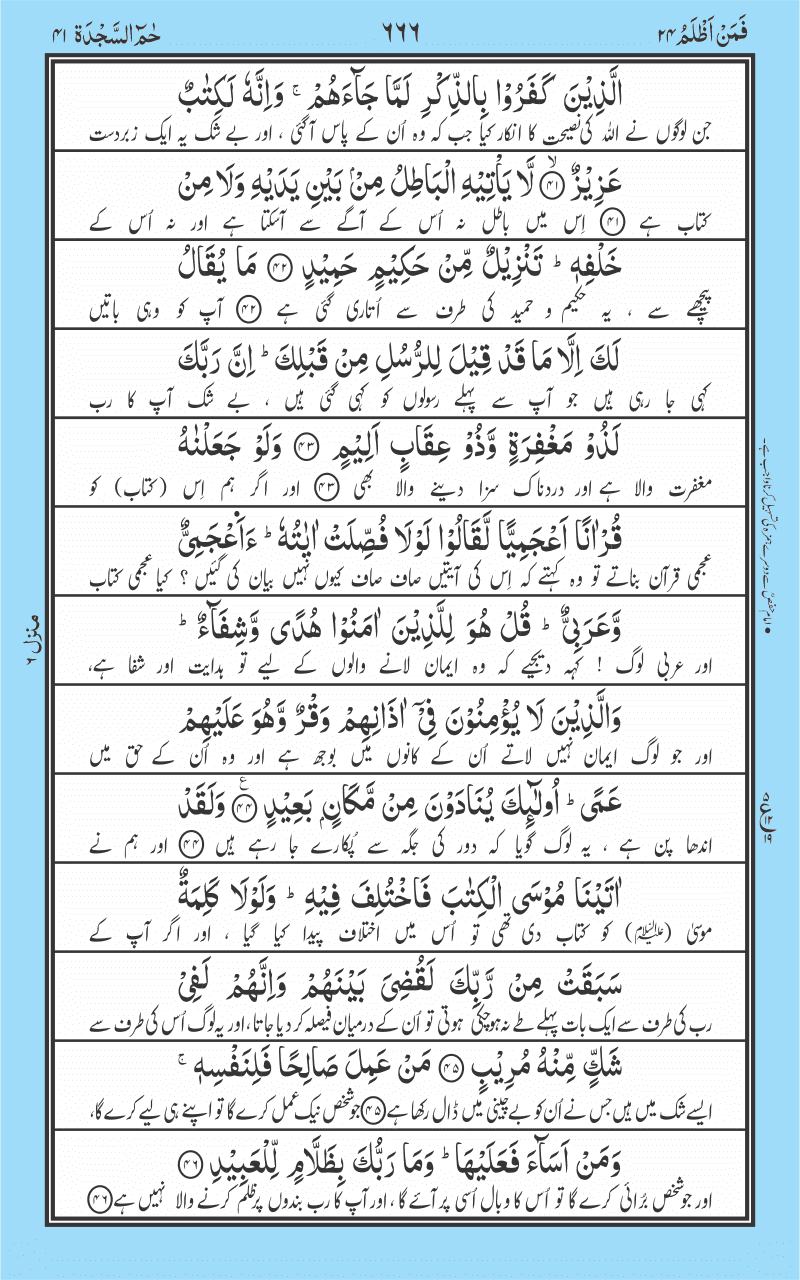 فَمَنْ اَظْلَمُ ۲۴
۶۶۶
حٰمٓ السَّجْدَة ۴۱
الَّذِيْنَ كَفَرُوْا بِالذِّكْرِ لَمَّا جَآءَهُمْ ۚ وَاِنَّهٗ لَكِتٰبٌ
جن لوگوں نے اللہ کی نصیحت کا انکار کیا جب کہ وہ اُن کے پاس آگئی ، اور بے شک یہ ایک زبردست
عَزِيْزٌ ﴿۴۱﴾ۙ لَّا يَاْتِيْهِ الْبَاطِلُ مِنْۢ بَيْنِ يَدَيْهِ وَلَا مِنْ
کتاب ہے ﴿۴۱﴾ اِس میں باطل نہ اُس کے آگے سے آسکتا ہے اور نہ اُس کے
خَلْفِهٖ ؕ تَنْزِيْلٌ مِّنْ حَكِيْمٍ حَمِيْدٍ ﴿۴۲﴾ مَا يُقَالُ
پیچھے سے ، یہ حکیم و حمید کی طرف سے اُتاری گئی ہے ﴿۴۲﴾ آپ کو وہی باتیں
لَكَ اِلَّا مَا قَدْ قِيْلَ لِلرُّسُلِ مِنْ قَبْلِكَ ؕ اِنَّ رَبَّكَ
کہی جا رہی ہیں جو آپ سے پہلے رسولوں کو کہی گئی ہیں ، بے شک آپ کا رب
لَذُوْ مَغْفِرَةٍ وَّذُوْ عِقَابٍ اَلِيْمٍ ﴿۴۳﴾ وَلَوْ جَعَلْنٰهُ
مغفرت والا ہے اور دردناک سزا دینے والا بھی ﴿۴۳﴾ اور اگر ہم اِس (کتاب) کو
قُرْاٰنًا اَعْجَمِيًّا لَّقَالُوْا لَوْلَا فُصِّلَتْ اٰيٰتُهٗ ؕ ءَاَعْجَمِيٌّ
عجمی قرآن بناتے تو وہ کہتے کہ اِس کی آیتیں صاف صاف کیوں نہیں بیان کی گئیں ؟ کیا عجمی کتاب
وَّعَرَبِيٌّ ؕ قُلْ هُوَ لِلَّذِيْنَ اٰمَنُوْا هُدًى وَّشِفَآءٌ ؕ
اور عربی لوگ ! کہہ دیجیے کہ وہ ایمان لانے والوں کے لیے تو ہدایت اور شفا ہے،
وَالَّذِيْنَ لَا يُؤْمِنُوْنَ فِيْٓ اٰذَانِهِمْ وَقْرٌ وَّهُوَ عَلَيْهِمْ
اور جو لوگ ایمان نہیں لاتے اُن کے کانوں میں بوجھ ہے اور وہ اُن کے حق میں
عَمًى ؕ اُولٰٓئِكَ يُنَادَوْنَ مِنْ مَّكَانٍۭ بَعِيْدٍ ﴿۴۴﴾ع وَلَقَدْ
اندھا پن ہے ، یہ لوگ گویا کہ دور کی جگہ سے پُکارے جا رہے ہیں ﴿۴۴﴾ اور ہم نے
اٰتَيْنَا مُوْسَى الْكِتٰبَ فَاخْتُلِفَ فِيْهِ ؕ وَلَوْلَا كَلِمَةٌ
موسیٰ (علیہ السلام) کو کتاب دی تھی تو اُس میں اختلاف پیدا کیا گیا ، اور اگر آپ کے
سَبَقَتْ مِنْ رَّبِّكَ لَقُضِيَ بَيْنَهُمْ وَاِنَّهُمْ لَفِيْ
رب کی طرف سے ایک بات پہلے طے نہ ہوچکی ہوتی تو اُن کے درمیان فیصلہ کر دیا جاتا، اور یہ لوگ اُس کی طرف سے
شَكٍّ مِّنْهُ مُرِيْبٍ ﴿۴۵﴾ مَنْ عَمِلَ صَالِحًا فَلِنَفْسِهٖ ۚ
ایسے شک میں ہیں جس نے اُن کو بے چینی میں ڈال رکھا ہے ﴿۴۵﴾ جو شخص نیک عمل کرے گا تو اپنے ہی لیے کرے گا،
وَمَنْ اَسَآءَ فَعَلَيْهَا ؕ وَمَا رَبُّكَ بِظَلَّامٍ لِّلْعَبِيْدِ ﴿۴۶﴾
اور جو شخص بُرائی کرے گا تو اُس کا وبال اُسی پر آئے گا ، اور آپ کا رب بندوں پر ظلم کرنے والا نہیں ہے ﴿۴۶﴾
منزل ۶
● امام حفصؒ سے دوسرے ہمزہ کی تسہیل کرنا واجب ہے۔